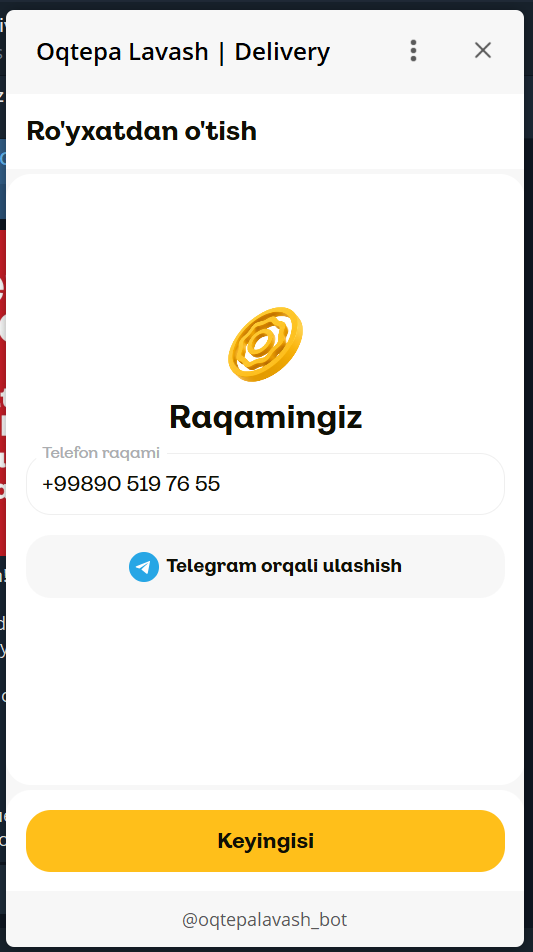 Oqtepa Lavash | Delivery
Ro'yxatdan o'tish
Raqamingiz
Telefon raqami
+99890 519 76 55
Telegram orqali ulashish
Keyingisi
@oqtepalavash_bot